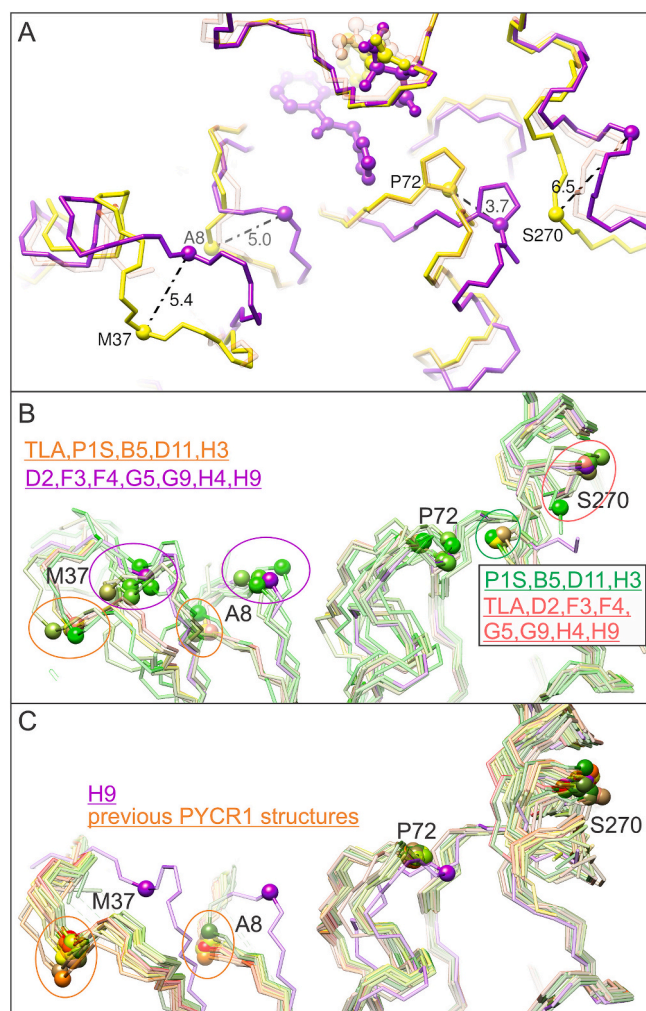 A
P72
3.7
6.5
S270
A8
5.0
5.4
M37
B
TLA,P1S,B5,D11,H3
D2,F3,F4,G5,G9,H4,H9
S270
P72
M37
A8
P1S,B5,D11,H3
TLA,D2,F3,F4,
G5,G9,H4,H9
C
H9
previous PYCR1 structures
P72
S270
M37
A8